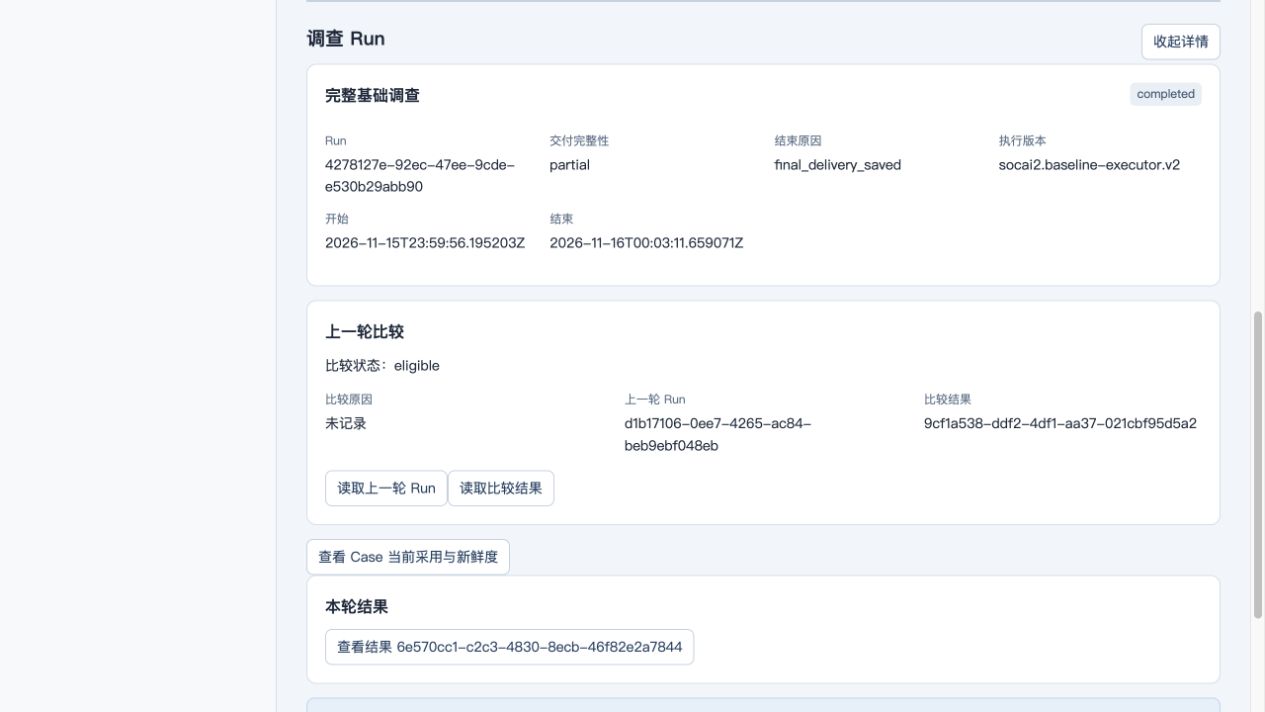 调查 Run
收起详情
完整基础调查
completed
Run
交付完整性
结束原因
执行版本
4278127e-92ec-47ee-9cde-
e530b29abb90
partial
final_delivery_saved
socai2.baseline-executor.v2
开始
结束
2026-11-15T23:59:56.195203Z
2026-11-16T00:03:11.659071Z
上一轮比较
比较状态：eligible
比较原因
上一轮 Run
比较结果
未记录
d1b17106-0ee7-4265-ac84-
beb9ebf048eb
9cf1a538-ddf2-4df1-aa37-021cbf95d5a2
读取上一轮 Run
读取比较结果
查看 Case 当前采用与新鲜度
本轮结果
查看结果 6e570cc1-c2c3-4830-8ecb-46f82e2a7844